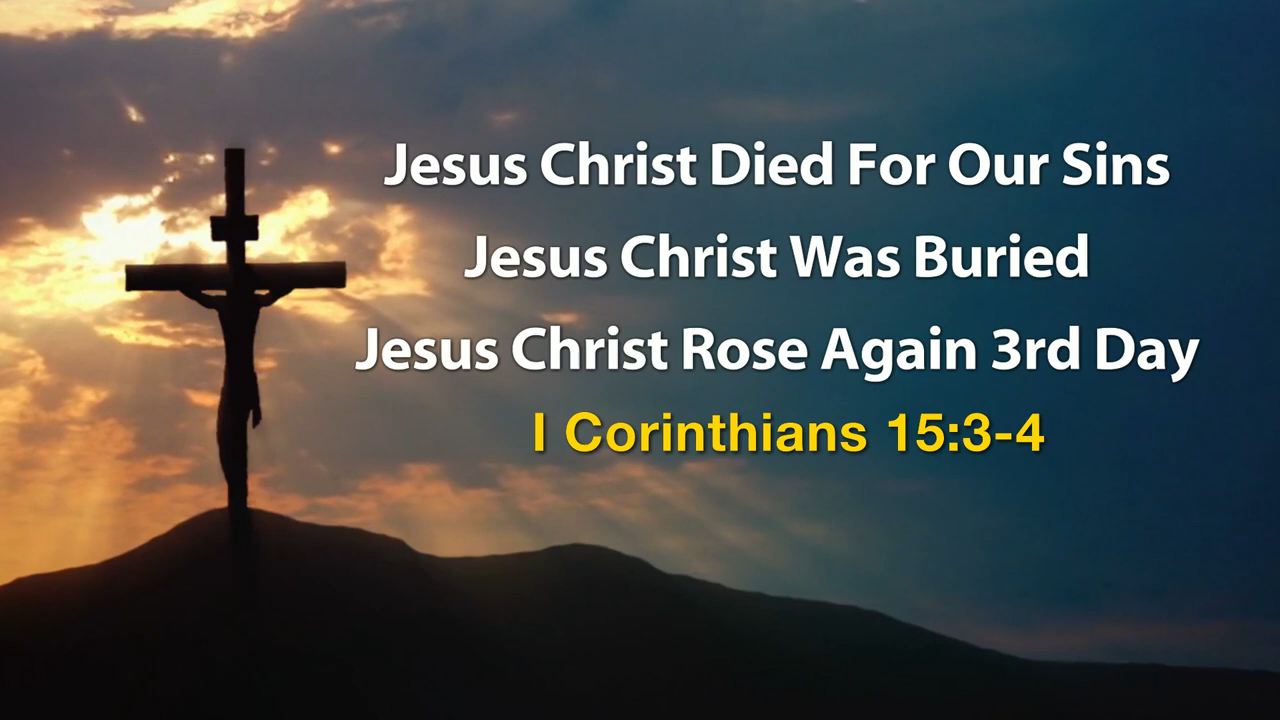 Jesus Christ Died For Our Sins
Jesus Christ Was Buried
Jesus Christ Rose Again 3rd Day
I Corinthians 15:3-4